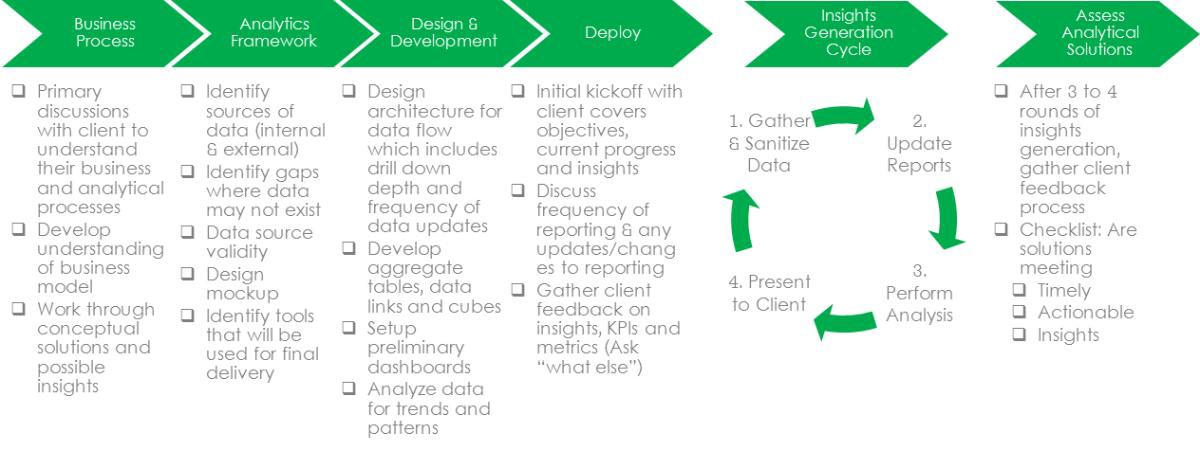 Business
Process
Analytics
Framework
Design &
Development
Deploy
Insights
Generation
Cycle
Assess
Analytical
Solutions
Primary
discussions
with client to
understand
their business
and analytical
processes
Develop
understanding
of business
model
Work through
conceptual
solutions and
possible
insights
Identify
sources of
data (internal
& external)
Identify gaps
where data
may not exist
Data source
validity
Design
mockup
Identify tools
that will be
used for final
delivery
Design
architecture for
data flow
which includes
drill down
depth and
frequency of
data updates
Develop
aggregate
tables, data
links and cubes
Setup
preliminary
dashboards
Analyze data
for trends and
patterns
Initial kickoff with
client covers
objectives,
current progress
and insights
Discuss
frequency of
reporting & any
updates/chang
es to reporting
Gather client
feedback on
insights, KPIs and
metrics (Ask
“what else”)
1. Gather
& Sanitize
Data
2.
Update
Reports
3.
Perform
Analysis
4. Present
to Client
After 3 to 4
rounds of
insights
generation,
gather client
feedback
process
Checklist: Are
solutions
meeting
Timely
Actionable
Insights